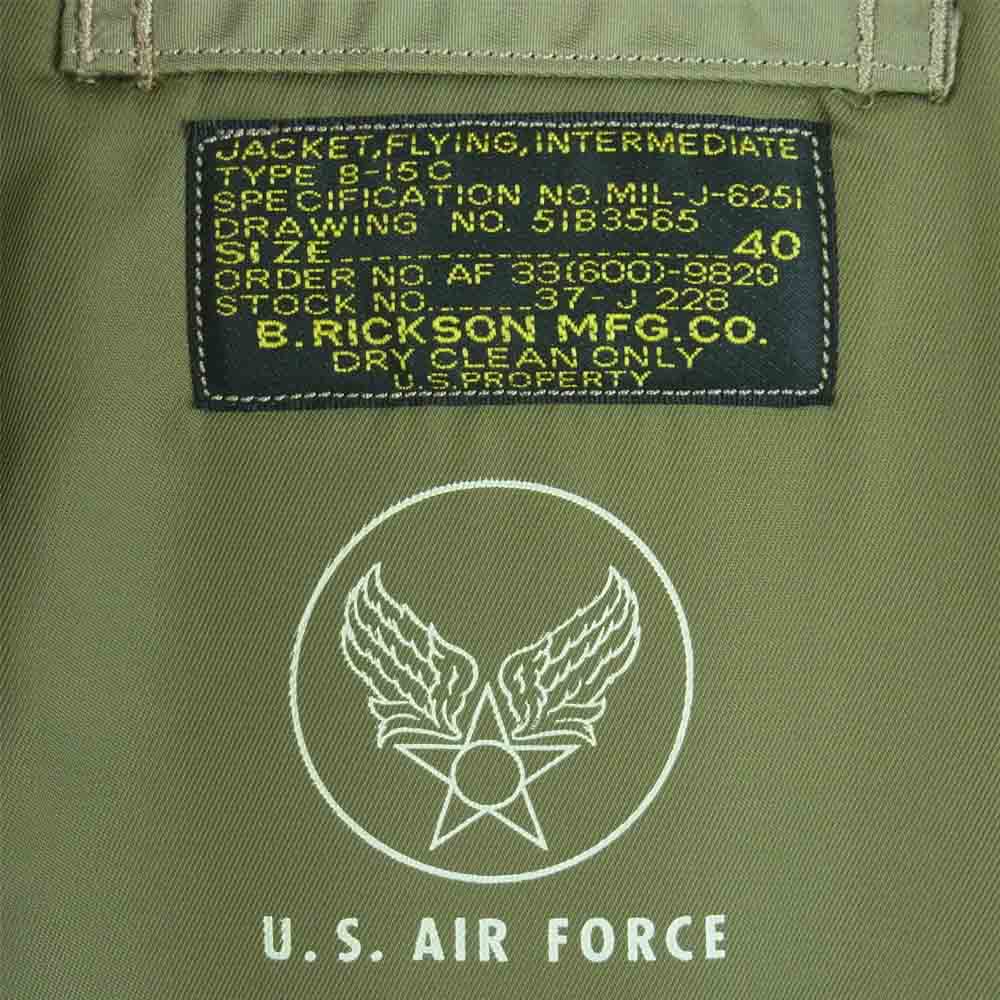 JACKET, FLYING, INTERMEDIATE
TYPE B-15C
SPECIFICATION NO. MIL-J-6251
DRAWING NO. 51B3565
SIZE 40
ORDER NO. AF 33(600)-9820
STOCK NO. 37-J 228
B. RICKSON MFG. CO.
DRY CLEAN ONLY
U.S. PROPERTY
U. S. AIR FORCE